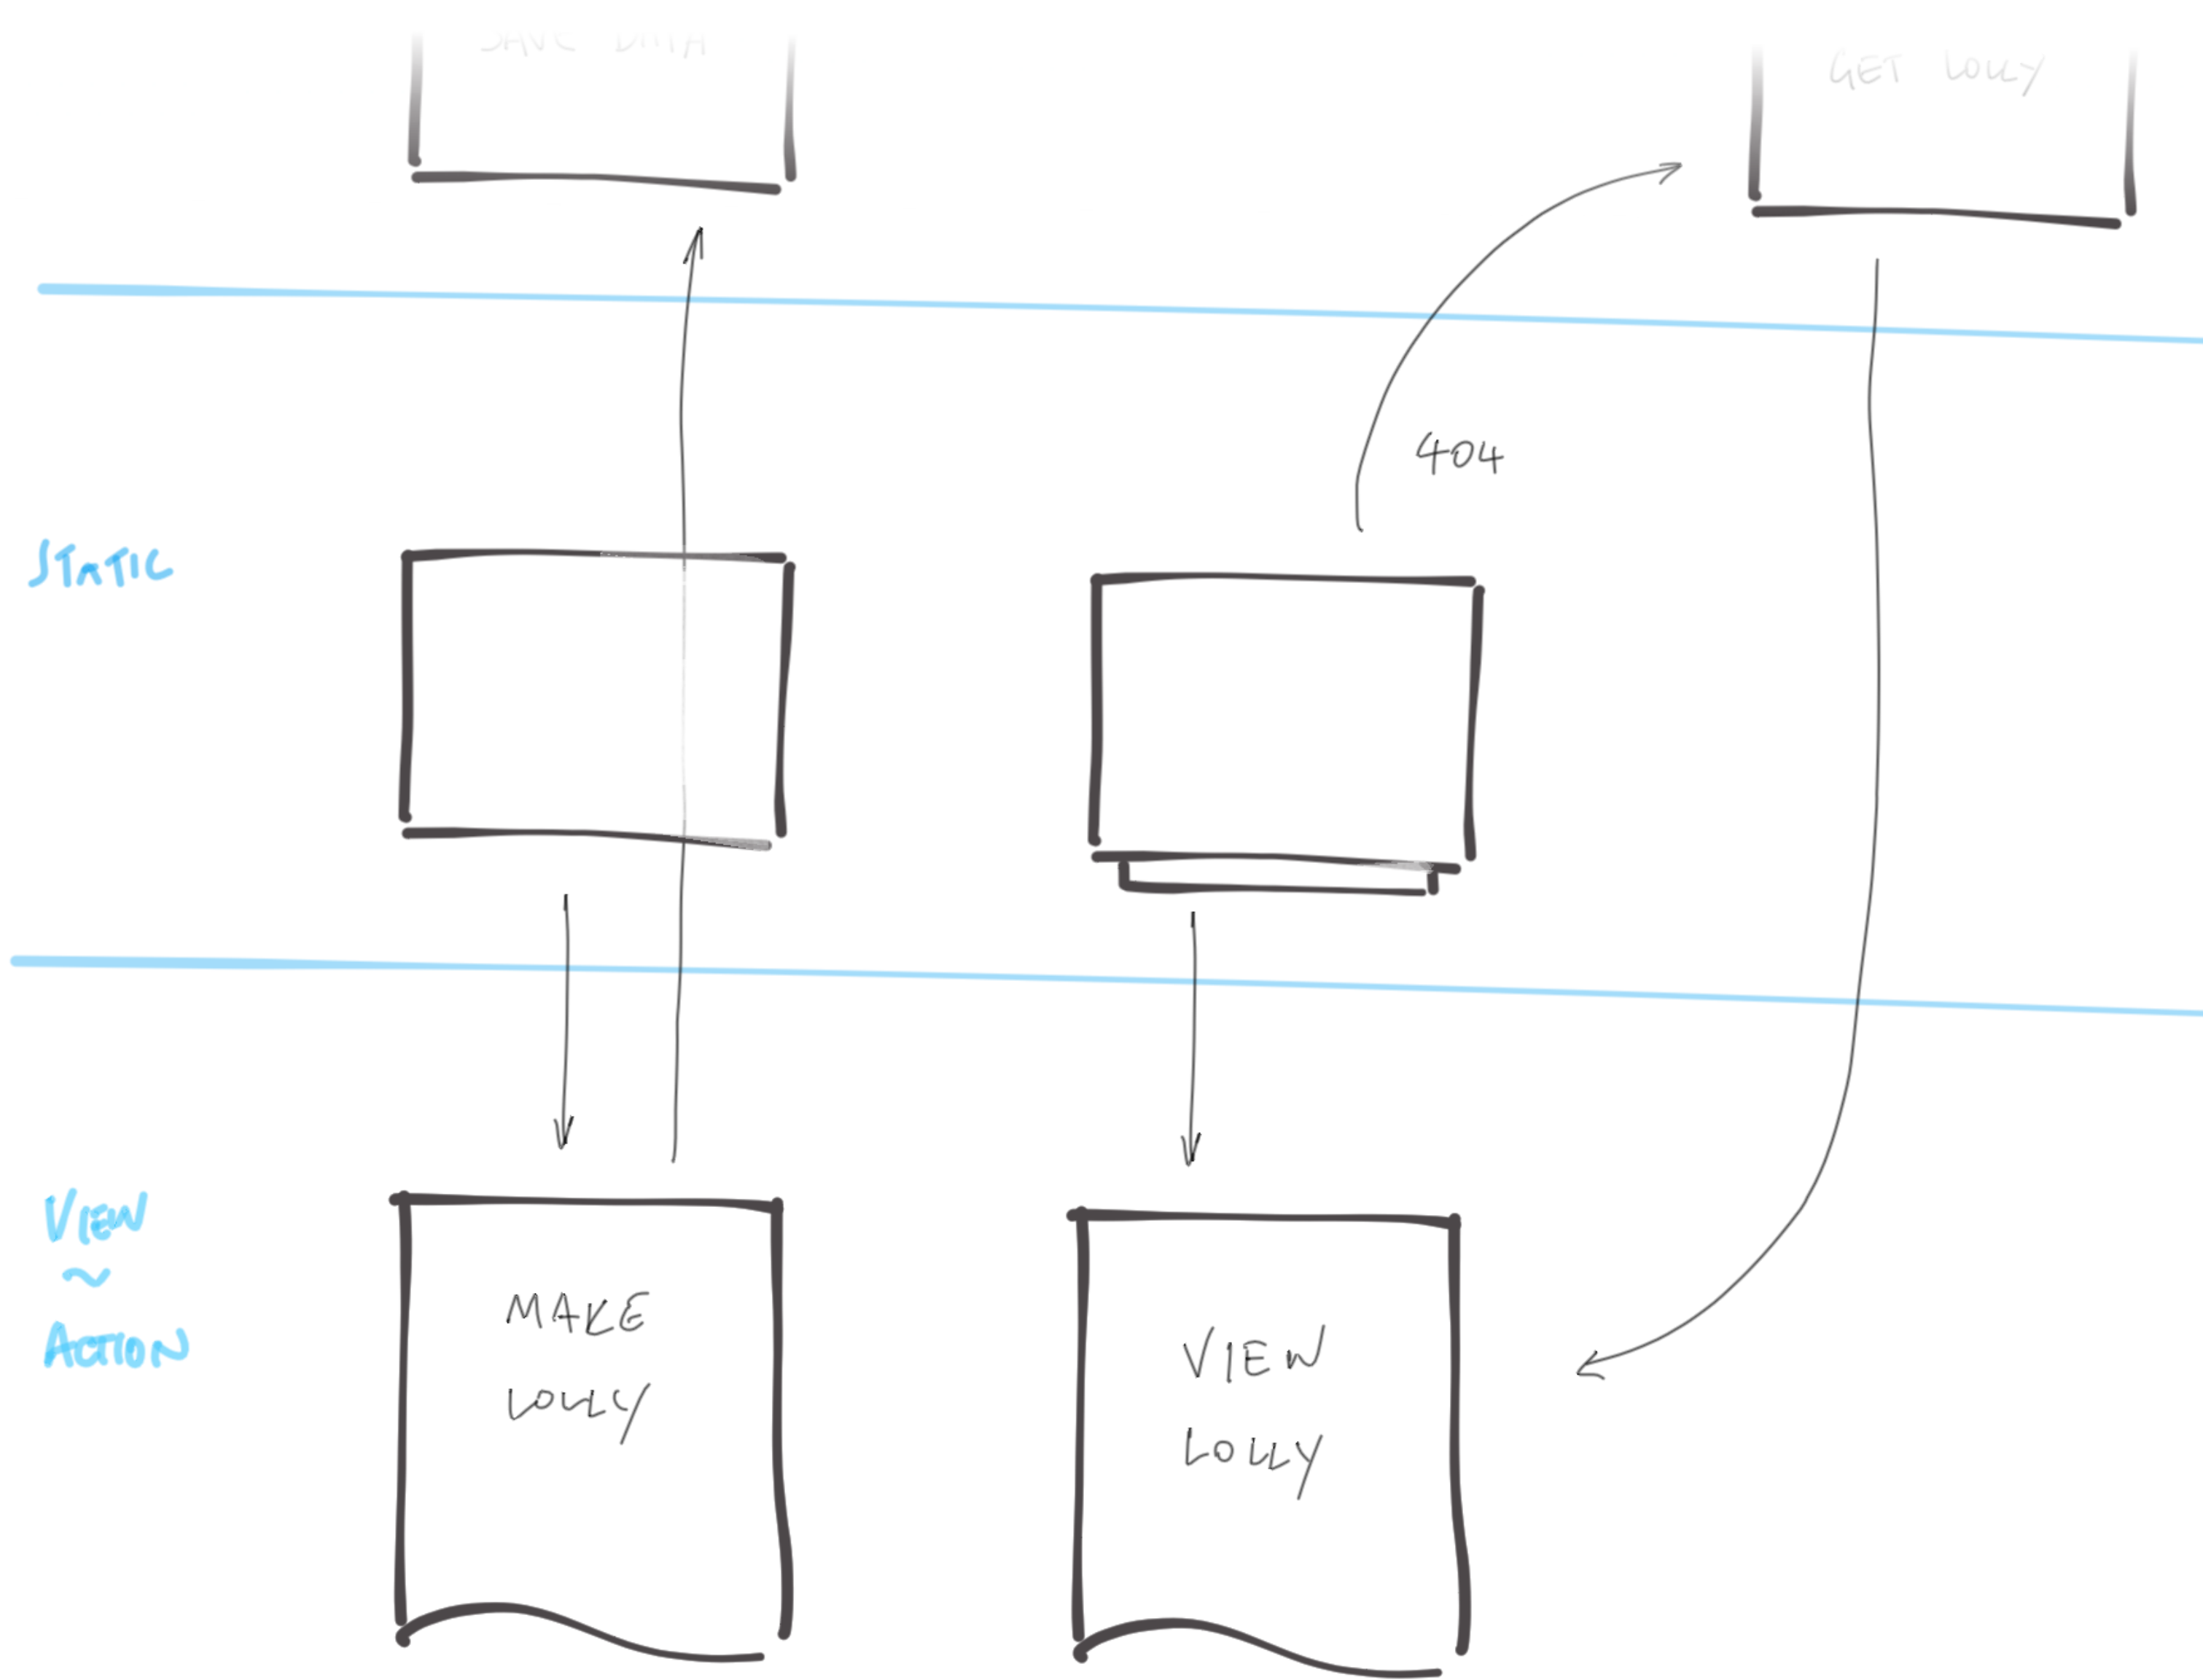 SAVE DATA
GET LOLLY
404
STATIC
VIEW
~
ACTION
MAKE
LOLLY
VIEW
LOLLY